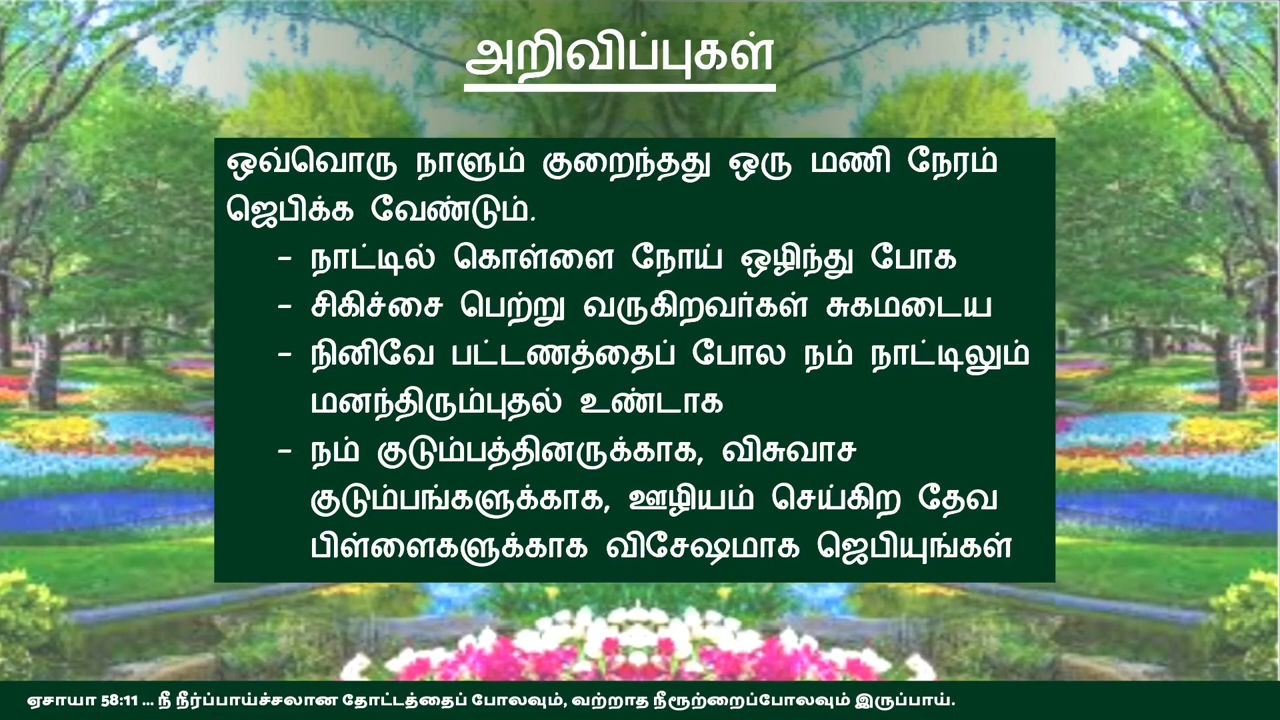 அறிவிப்புகள்
ஒவ்வொரு நாளும் குறைந்தது ஒரு மணி நேரம்
ஜெபிக்க வேண்டும்.
- நாட்டில் கொள்ளை நோய் ஒழிந்து போக
- சிகிச்சை பெற்று வருகிறவர்கள் சுகமடைய
- நினிவே பட்டணத்தைப் போல நம் நாட்டிலும்
மனந்திரும்புதல் உண்டாக
- நம் குடும்பத்தினருக்காக, விசுவாச
குடும்பங்களுக்காக, ஊழியம் செய்கிற தேவ
பிள்ளைகளுக்காக விசேஷமாக ஜெபியுங்கள்
ஏசாயா 58:11 ... நீ நீர்ப்பாய்ச்சலான தோட்டத்தைப் போலவும், வற்றாத நீரூற்றைப்போலவும் இருப்பாய்.